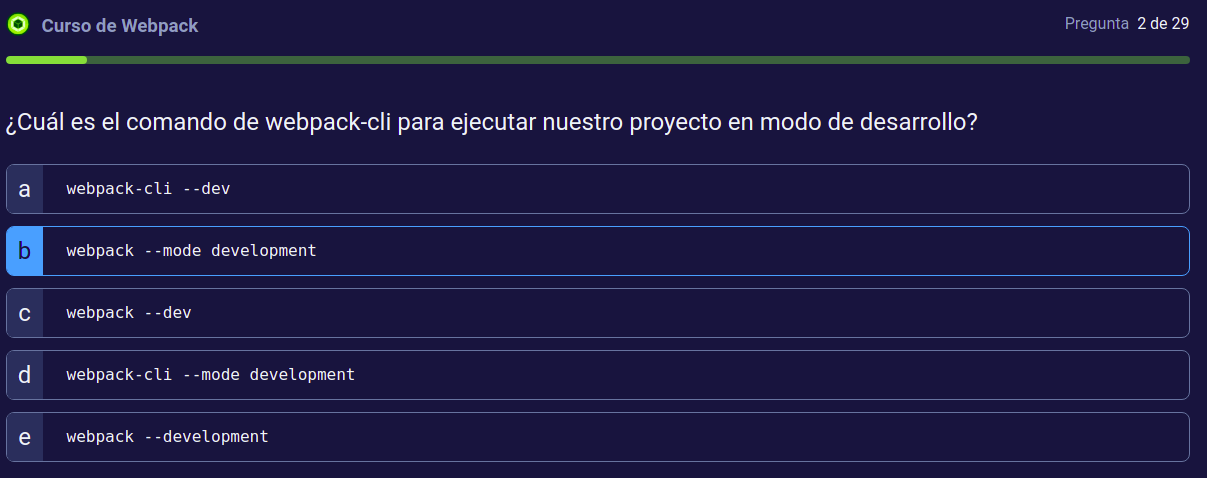 Curso de Webpack
Pregunta 2 de 29
¿Cuál es el comando de webpack-cli para ejecutar nuestro proyecto en modo de desarrollo?
a webpack-cli --dev
b webpack --mode development
c webpack --dev
d webpack-cli --mode development
e webpack --development